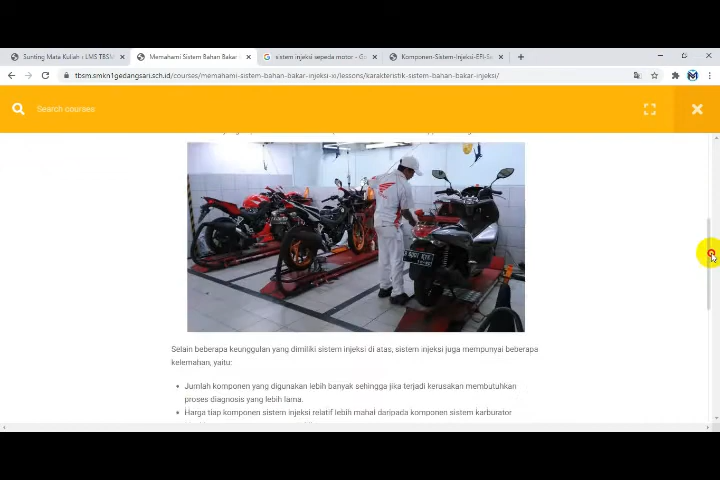 Sunting Mata Kuliah ‹ LMS TBSM
Memahami Sistem Bahan Bakar
sistem injeksi sepeda motor - Go
Komponen-Sistem-Injeksi-EFI-Se
tbsm.smkn1gedangsari.sch.id/courses/memahami-sistem-bahan-bakar-injeksi-xi/lessons/karakteristik-sistem-bahan-bakar-injeksi/
Search courses
Selain beberapa keunggulan yang dimiliki sistem injeksi di atas, sistem injeksi juga mempunyai beberapa
kelemahan, yaitu:
Jumlah komponen yang digunakan lebih banyak sehingga jika terjadi kerusakan membutuhkan
proses diagnosis yang lebih lama.
Harga tiap komponen sistem injeksi relatif lebih mahal daripada komponen sistem karburator